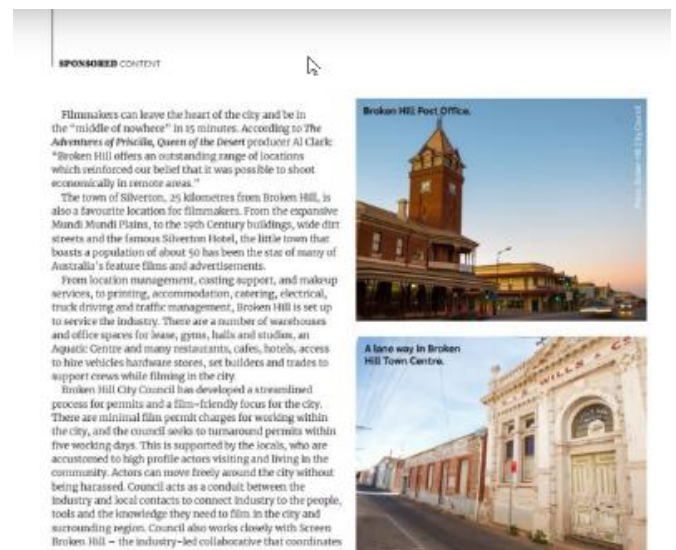 SPONSORED CONTENT
Filmmakers can leave the heart of the city and be in
the "middle of nowhere" in 15 minutes. According to The
Adventures of Priscilla, Queen of the Desert producer Al Clark:
"Broken Hill offers an outstanding range of locations
which reinforced our belief that it was possible to shoot
economically in remote areas."
The town of Silverton, 25 kilometres from Broken Hill, is
also a favourite location for filmmakers. From the expansive
Mundi Mundi Plains, to the 19th Century buildings, wide dirt
streets and the famous Silverton Hotel, the little town that
boasts a population of about 50 has been the star of many of
Australia's feature films and advertisements.
From location management, casting support, and makeup
services, to printing, accommodation, catering, electrical,
truck driving and traffic management, Broken Hill is set up
to service the industry. There are a number of warehouses
and office spaces for lease, gyms, halls and studios, an
Aquatic Centre and many restaurants, cafes, hotels, access
to hire vehicles hardware stores, set builders and trades to
support crews while filming in the city.
Broken Hill City Council has developed a streamlined
process for permits and a film-friendly focus for the city.
There are minimal film permit charges for working within
the city, and the council seeks to turnaround permits within
five working days. This is supported by the locals, who are
accustomed to high profile actors visiting and living in the
community. Actors can move freely around the city without
being harassed. Council acts as a conduit between the
industry and local contacts to connect industry to the people,
tools and the knowledge they need to film in the city and
surrounding region. Council also works closely with Screen
Broken Hill – the industry-led collaborative that coordinates
Broken Hill Post Office.
Photo: Broken Hill City Council
A lane way in Broken
Hill Town Centre.
WILLS & CO